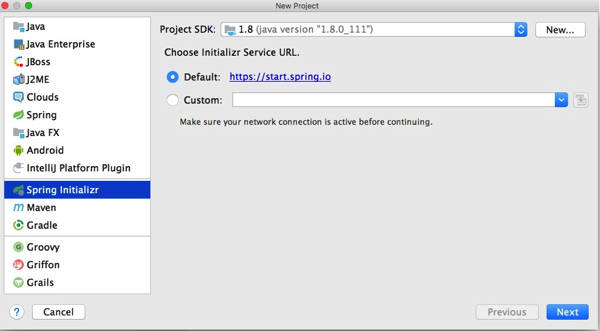 New Project
Java
Java Enterprise
JBoss
J2ME
Clouds
Spring
Java FX
Android
IntelliJ Platform Plugin
Spring Initializr
Maven
Gradle
Groovy
Griffon
Grails
Project SDK: 1.8 (java version "1.8.0_111") New...
Choose Initializr Service URL.
Default: https://start.spring.io
Custom:
Make sure your network connection is active before continuing.
? Cancel Previous Next